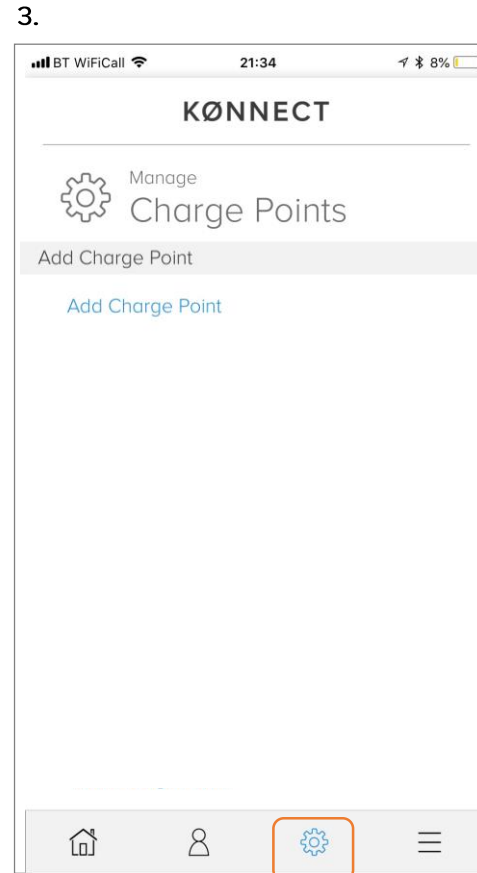 3.
BT WiFiCall 21:34 8%
KØNNECT
Manage
Charge Points
Add Charge Point
Add Charge Point